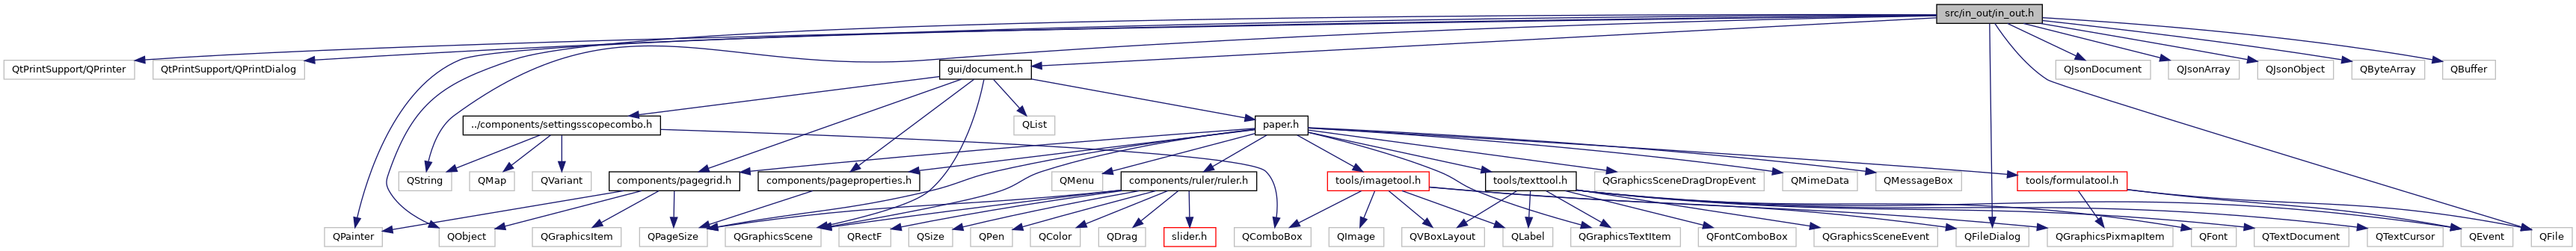 src/in_out/in_out.h
QtPrintSupport/QPrinter
QtPrintSupport/QPrintDialog
gui/document.h
QJsonDocument
QJsonArray
QJsonObject
QByteArray
QBuffer
../components/settingsscopecombo.h
QList
paper.h
QString
QMap
QVariant
components/pagegrid.h
components/pageproperties.h
QMenu
components/ruler/ruler.h
tools/imagetool.h
tools/texttool.h
QGraphicsSceneDragDropEvent
QMimeData
QMessageBox
tools/formulatool.h
QPainter
QObject
QGraphicsItem
QPageSize
QGraphicsScene
QRectF
QSize
QPen
QColor
QDrag
slider.h
QComboBox
QImage
QVBoxLayout
QLabel
QGraphicsTextItem
QFontComboBox
QGraphicsSceneEvent
QFileDialog
QGraphicsPixmapItem
QFont
QTextDocument
QTextCursor
QEvent
QFile